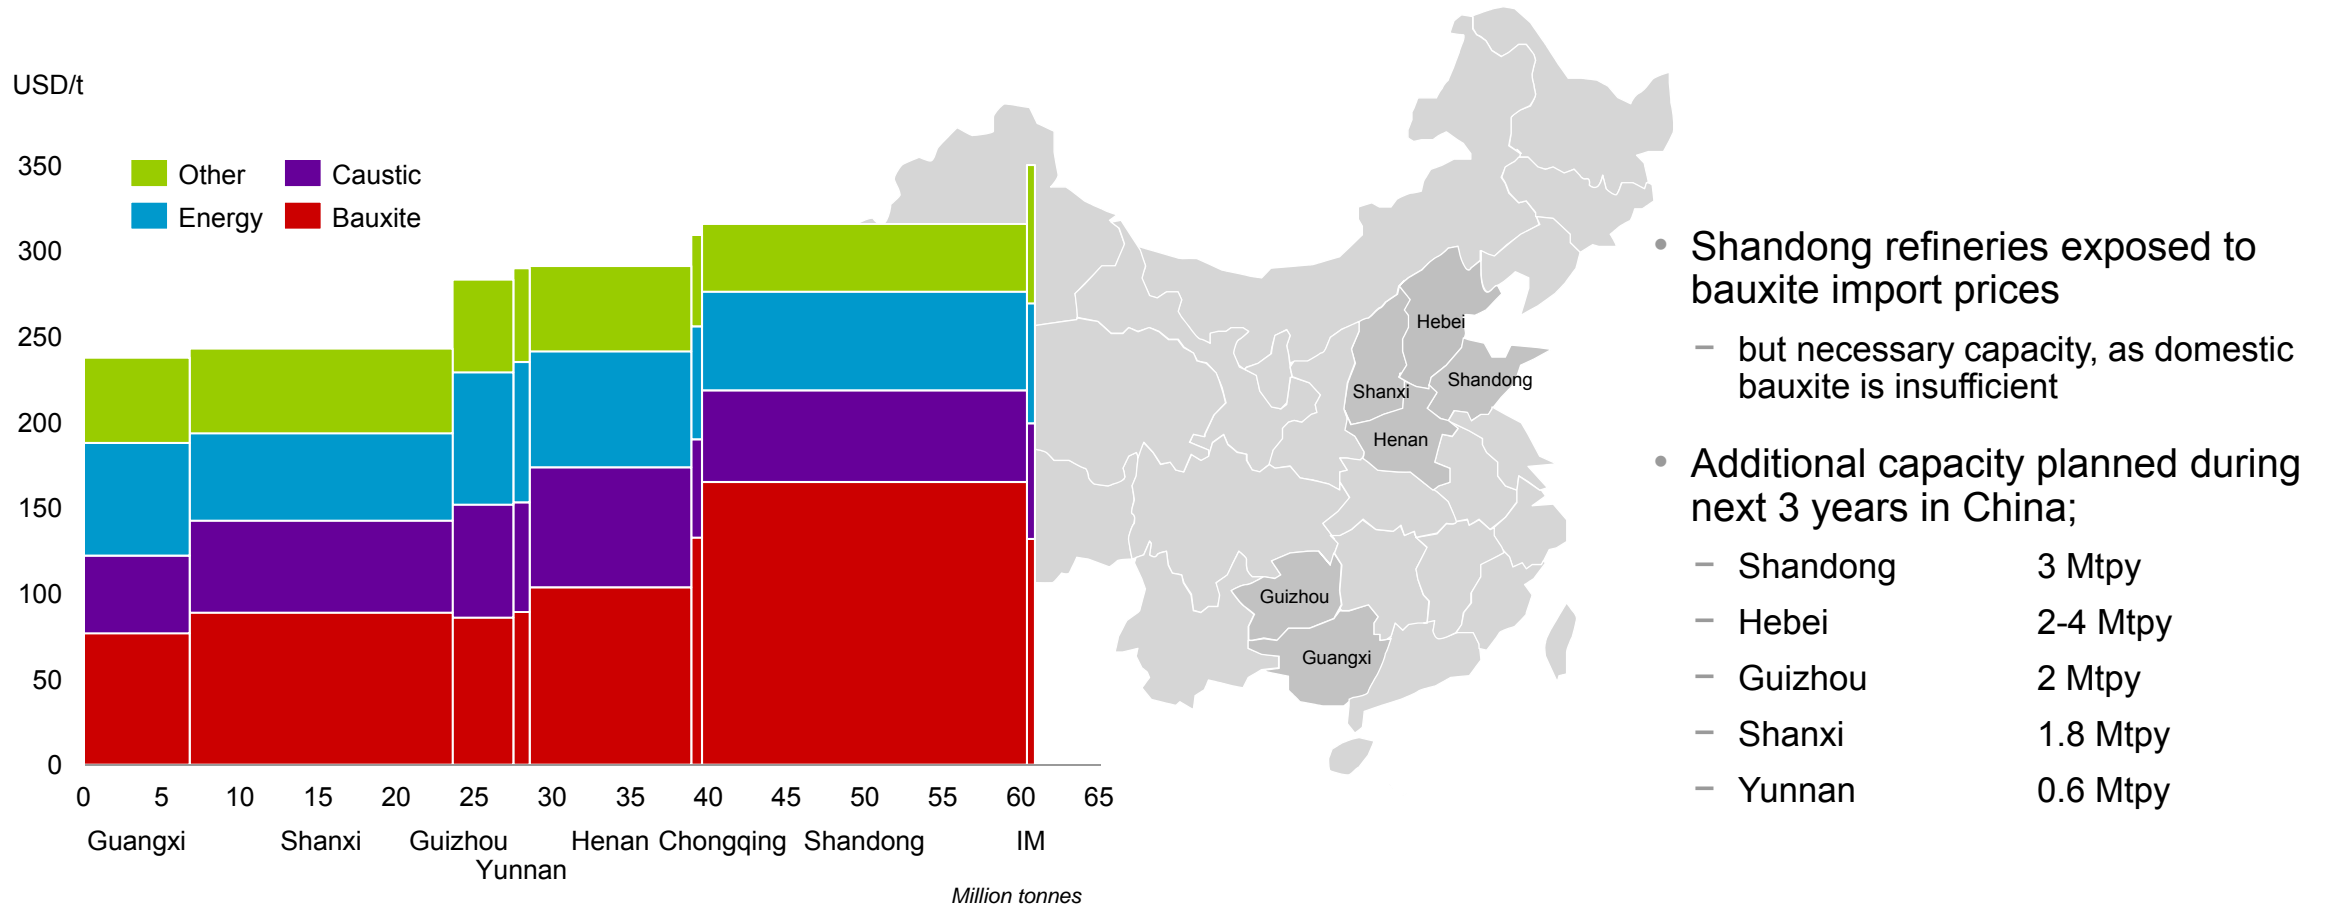 USD/t
350
300
250
200
150
100
50
0
Other
Caustic
Energy
Bauxite
0 5 10 15 20 25 30 35 40 45 50 55 60 65
Guangxi Shanxi Guizhou Henan Chongqing Shandong IM
Yunnan
Million tonnes
Hebei
Shandong
Shanxi
Henan
Guizhou
Guangxi
• Shandong refineries exposed to
bauxite import prices
− but necessary capacity, as domestic
bauxite is insufficient
• Additional capacity planned during
next 3 years in China;
− Shandong 3 Mtpy
− Hebei 2-4 Mtpy
− Guizhou 2 Mtpy
− Shanxi 1.8 Mtpy
− Yunnan 0.6 Mtpy